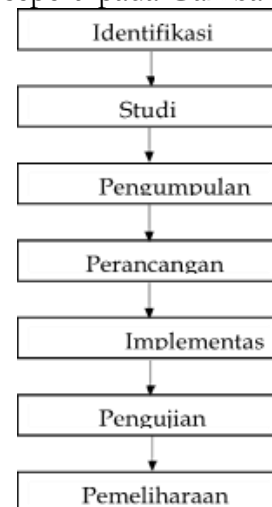 Identifikasi
Studi
Pengumpulan
Perancangan
Implementas
Pengujian
Pemeliharaan